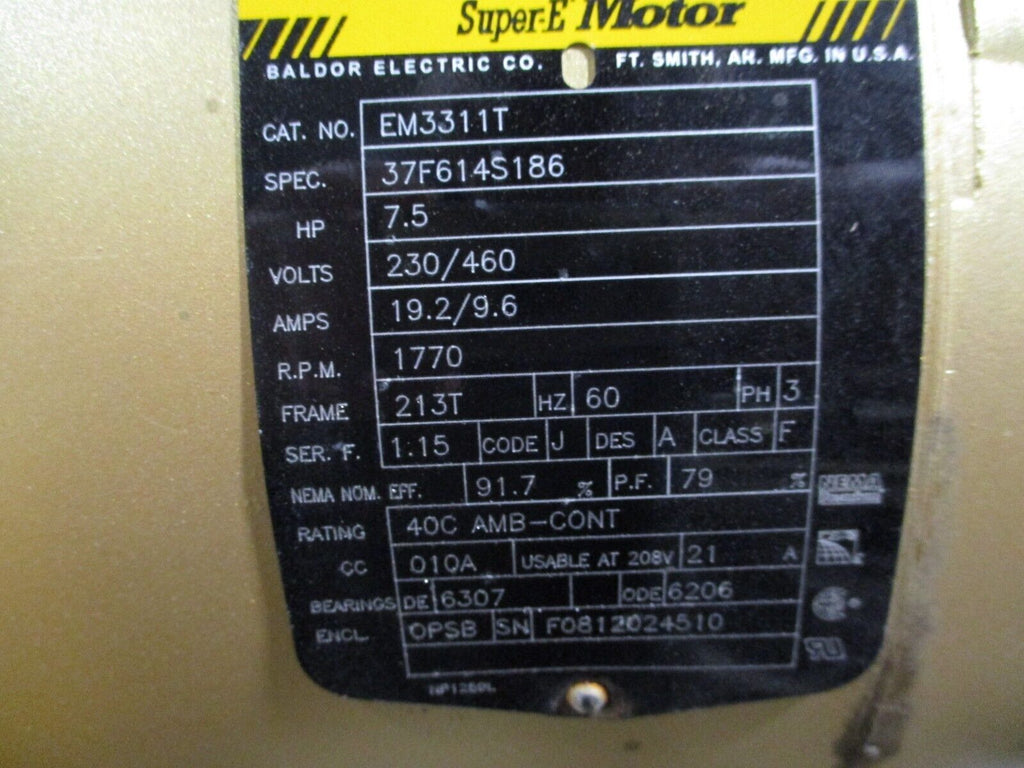 Super-E Motor
BALDOR ELECTRIC CO. FT. SMITH, AR. MFG. IN U.S.A.
CAT. NO. EM3311T
SPEC. 37F614S186
HP 7.5
VOLTS 230/460
AMPS 19.2/9.6
R.P.M. 1770
FRAME 213T HZ 60 PH 3
SER. F. 1.15 CODE J DES A CLASS F
NEMA NOM. EFF. 91.7 % P.F. 79 %
NEMA
RATING 40C AMB-CONT
CC 010A USABLE AT 208V 21 A
BEARINGS DE 6307 ODE 6206
ENCL. OPSB SN F0812024510